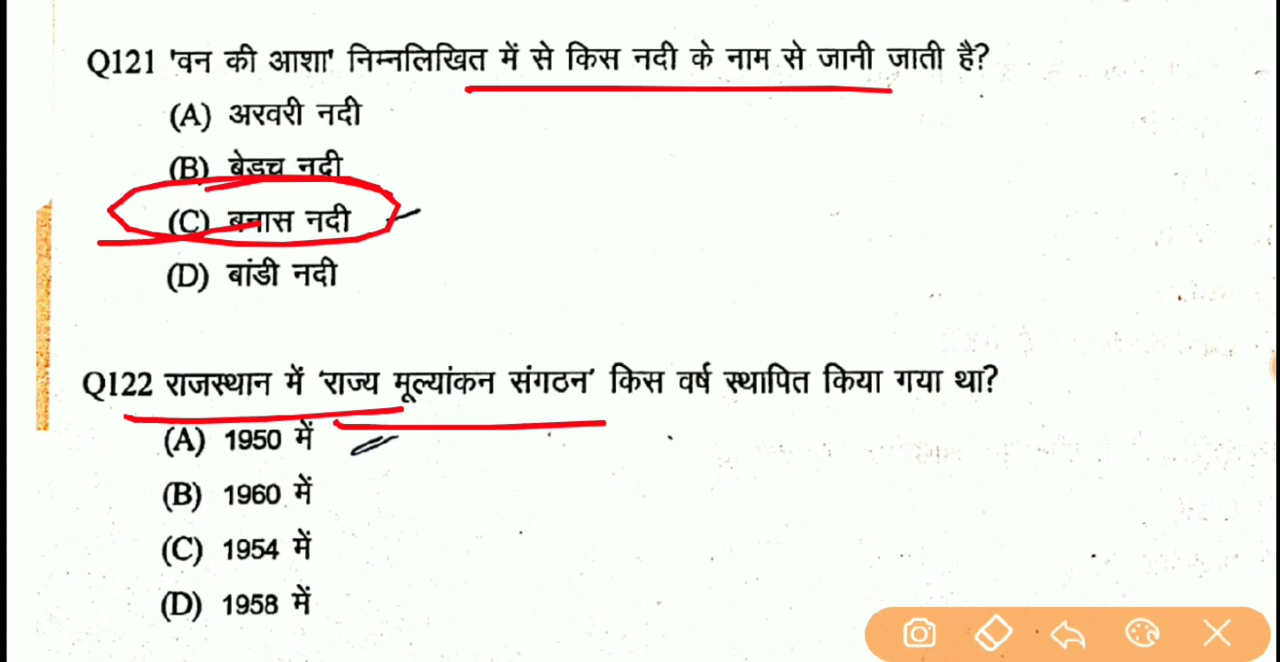 Q121 'वन की आशा' निम्नलिखित में से किस नदी के नाम से जानी जाती है?
(A) अरवरी नदी
(B) बेडच नदी
(C) बनास नदी
(D) बांडी नदी
Q122 राजस्थान में 'राज्य मूल्यांकन संगठन' किस वर्ष स्थापित किया गया था?
(A) 1950 में
(B) 1960 में
(C) 1954 में
(D) 1958 में